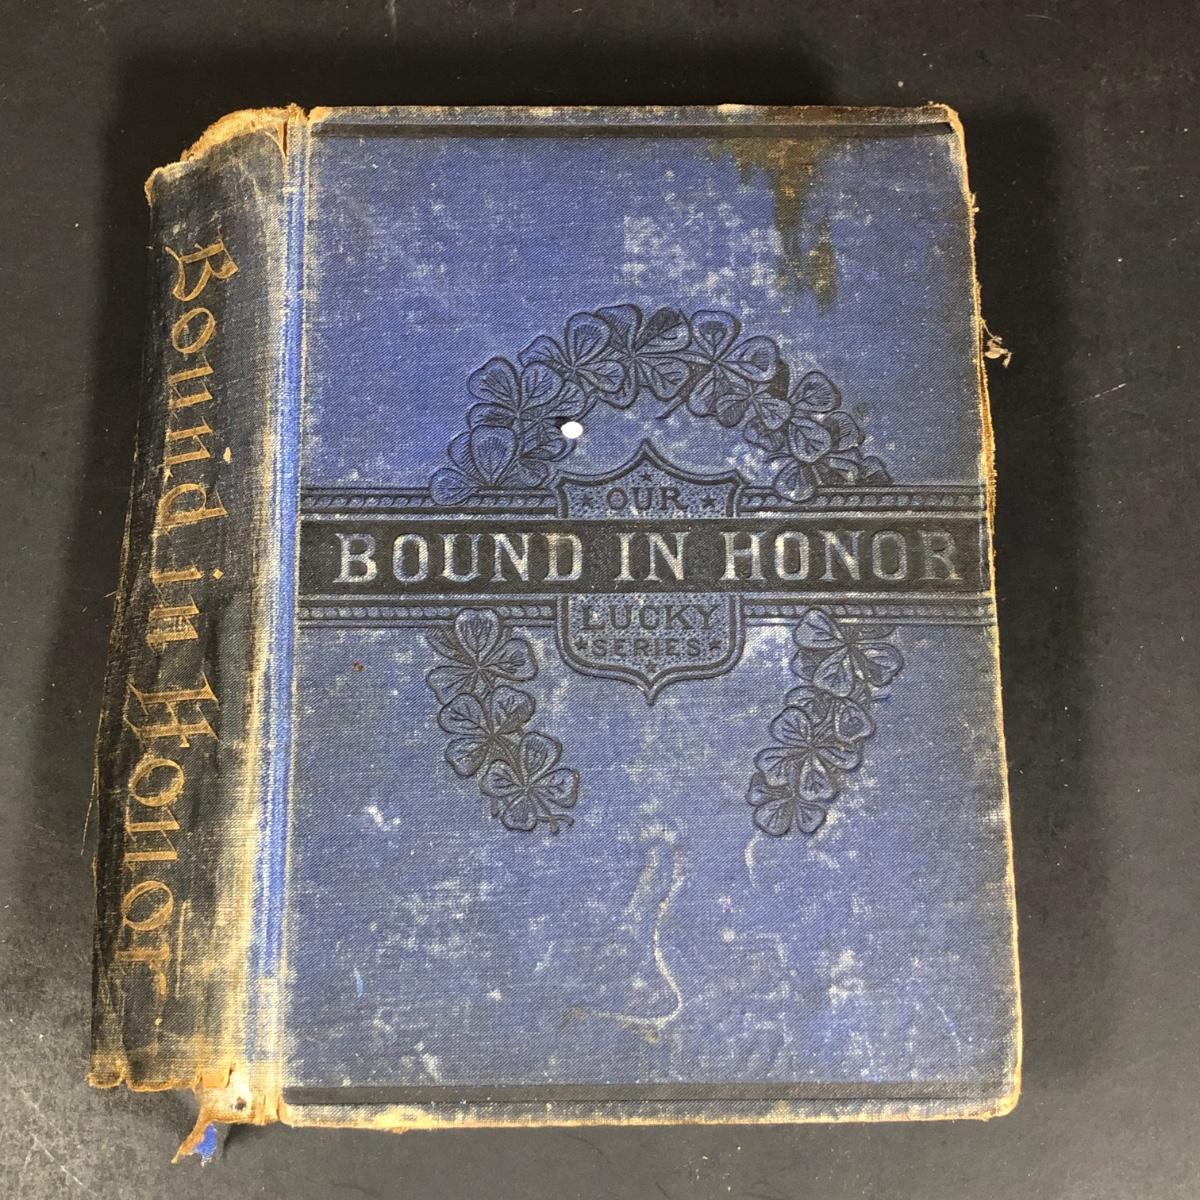 Bound in Honor
OUR
BOUND IN HONOR
LUCKY
SERIES